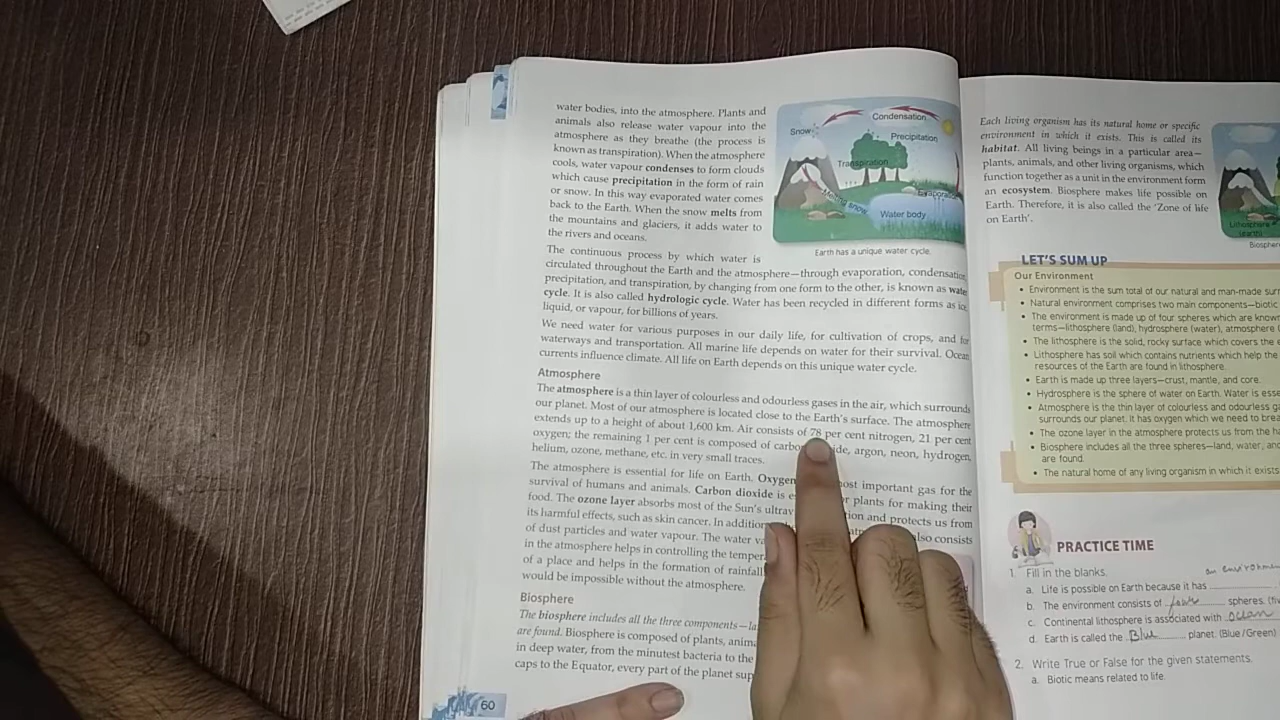 water bodies, into the atmosphere. Plants and
animals also release water vapour into the
atmosphere as they breathe (the process is
known as transpiration). When the atmosphere
cools, water vapour condenses to form clouds
which cause precipitation in the form of rain
or snow. In this way evaporated water comes
back to the Earth. When the snow melts from
the mountains and glaciers, it adds water to
the rivers and oceans.
Condensation
Snow
Precipitation
Transpiration
Melting snow
Water body
Earth has a unique water cycle.
The continuous process by which water is
circulated throughout the Earth and the atmosphere—through evaporation,
precipitation, and transpiration, by changing from one form to the other, is known as
cycle. It is also called hydrologic cycle. Water has been recycled in different forms as
liquid, or vapour, for billions of years.
We need water for various purposes in our daily life, for cultivation of crops, and for
waterways and transportation. All marine life depends on water for their survival. Ocean
currents influence climate. All life on Earth depends on this unique water cycle.
Atmosphere
The atmosphere is a thin layer of colourless and odourless gases in the air, which surrounds
our planet. Most of our atmosphere is located close to the Earth's surface. The atmosphere
extends up to a height of about 1,600 km. Air consists of 78 per cent nitrogen, 21 per cent
oxygen; the remaining 1 per cent is composed of argon, neon, hydrogen,
helium, ozone, methane, etc. in very small traces.
The atmosphere is essential for life on Earth. Oxygen important gas for the
survival of humans and animals. Carbon dioxide is plants for making their
food. The ozone layer absorbs most of the Sun's and protects us from
its harmful effects, such as skin cancer. In addition also consists
of dust particles and water vapour. The water
in the atmosphere helps in controlling the
of a place and helps in the formation of
would be impossible without the atmosphere.
Biosphere
The biosphere includes all the three components—
are found. Biosphere is composed of plants,
in deep water, from the minutest bacteria to the
caps to the Equator, every part of the planet
60
Each living organism has its natural home or specific
environment in which it exists. This is called its
habitat. All living beings in a particular area—
plants, animals, and other living organisms, which
function together as a unit in the environment form
an ecosystem. Biosphere makes life possible on
Earth. Therefore, it is also called the 'Zone of life
on Earth'.
Lithosphere
(earth)
LET'S SUM UP
Our Environment
• Environment is the sum total of our natural and man-made
• Natural environment comprises two main components—biotic
• The environment is made up of four spheres which are known
terms—lithosphere (land), hydrosphere (water), atmosphere
• The lithosphere is the solid, rocky surface which covers the
• Lithosphere has soil which contains nutrients which help the
resources of the Earth are found in lithosphere.
• Earth is made up three layers—crust, mantle, and core.
• Hydrosphere is the sphere of water on Earth. Water is
• Atmosphere is the thin layer of colourless and odourless
surrounds our planet. It has oxygen which we need to
• The ozone layer in the atmosphere protects us from the
• Biosphere includes all the three spheres—land, water,
are found.
• The natural home of any living organism in which it exists
PRACTICE TIME
1. Fill in the blanks.
an
a. Life is possible on Earth because it has
b. The environment consists of four spheres.
c. Continental lithosphere is associated with ocean
d. Earth is called the Blue planet. (Blue/Green)
2. Write True or False for the given statements.
a. Biotic means related to life.